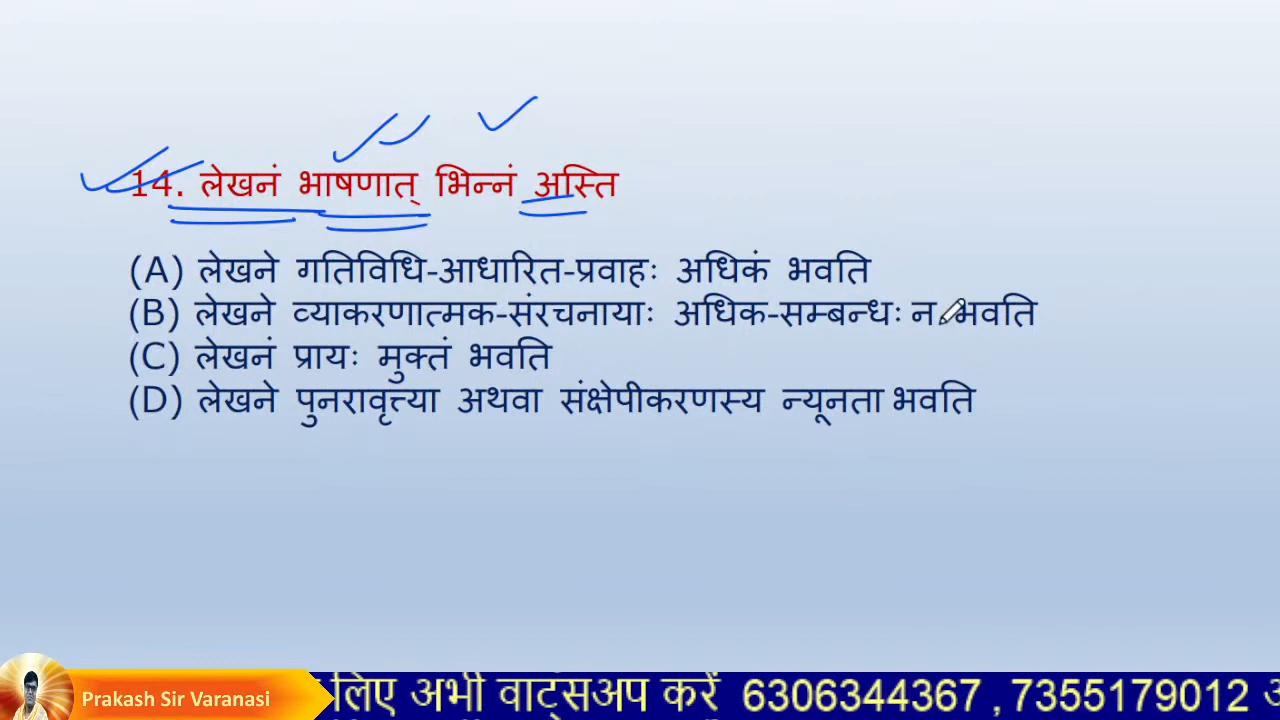 14. लेखनं भाषणात् भिन्नं अस्ति
(A) लेखने गतिविधि-आधारित-प्रवाहः अधिकं भवति
(B) लेखने व्याकरणात्मक-संरचनायाः अधिक-सम्बन्धः न भवति
(C) लेखनं प्रायः मुक्तं भवति
(D) लेखने पुनरावृत्त्या अथवा संक्षेपीकरणस्य न्यूनता भवति
Prakash Sir Varanasi
लिए अभी वाट्सअप करें 6306344367 , 7355179012